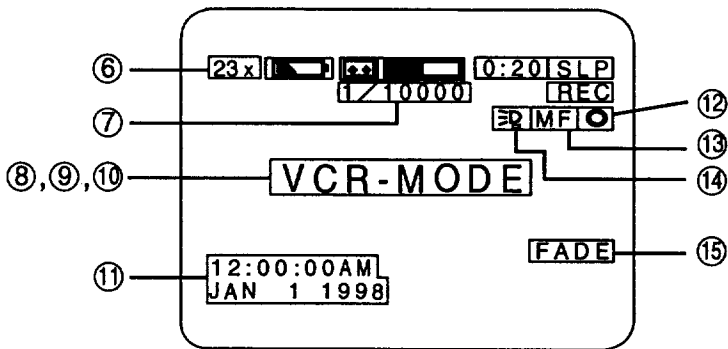 ⑥ 23x 0:20 SLP
⑦ 1/10000 REC ⑫
MF ⑬
⑭
⑧,⑨,⑩ VCR-MODE
⑪ 12:00:00AM FADE ⑮
JAN 1 1998